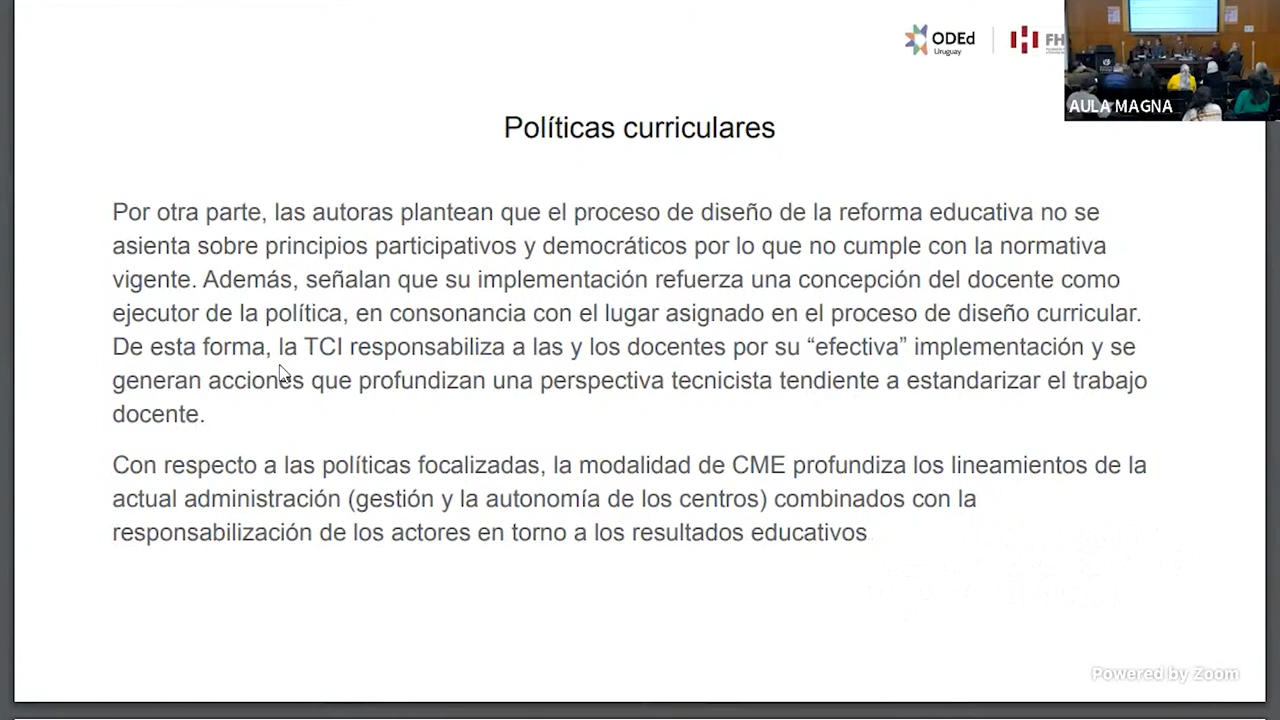 ODEd
Uruguay
FH
AULA MAGNA
Políticas curriculares
Por otra parte, las autoras plantean que el proceso de diseño de la reforma educativa no se
asienta sobre principios participativos y democráticos por lo que no cumple con la normativa
vigente. Además, señalan que su implementación refuerza una concepción del docente como
ejecutor de la política, en consonancia con el lugar asignado en el proceso de diseño curricular.
De esta forma, la TCI responsabiliza a las y los docentes por su “efectiva” implementación y se
generan acciones que profundizan una perspectiva tecnicista tendiente a estandarizar el trabajo
docente.
Con respecto a las políticas focalizadas, la modalidad de CME profundiza los lineamientos de la
actual administración (gestión y la autonomía de los centros) combinados con la
responsabilización de los actores en torno a los resultados educativos
Powered by Zoom